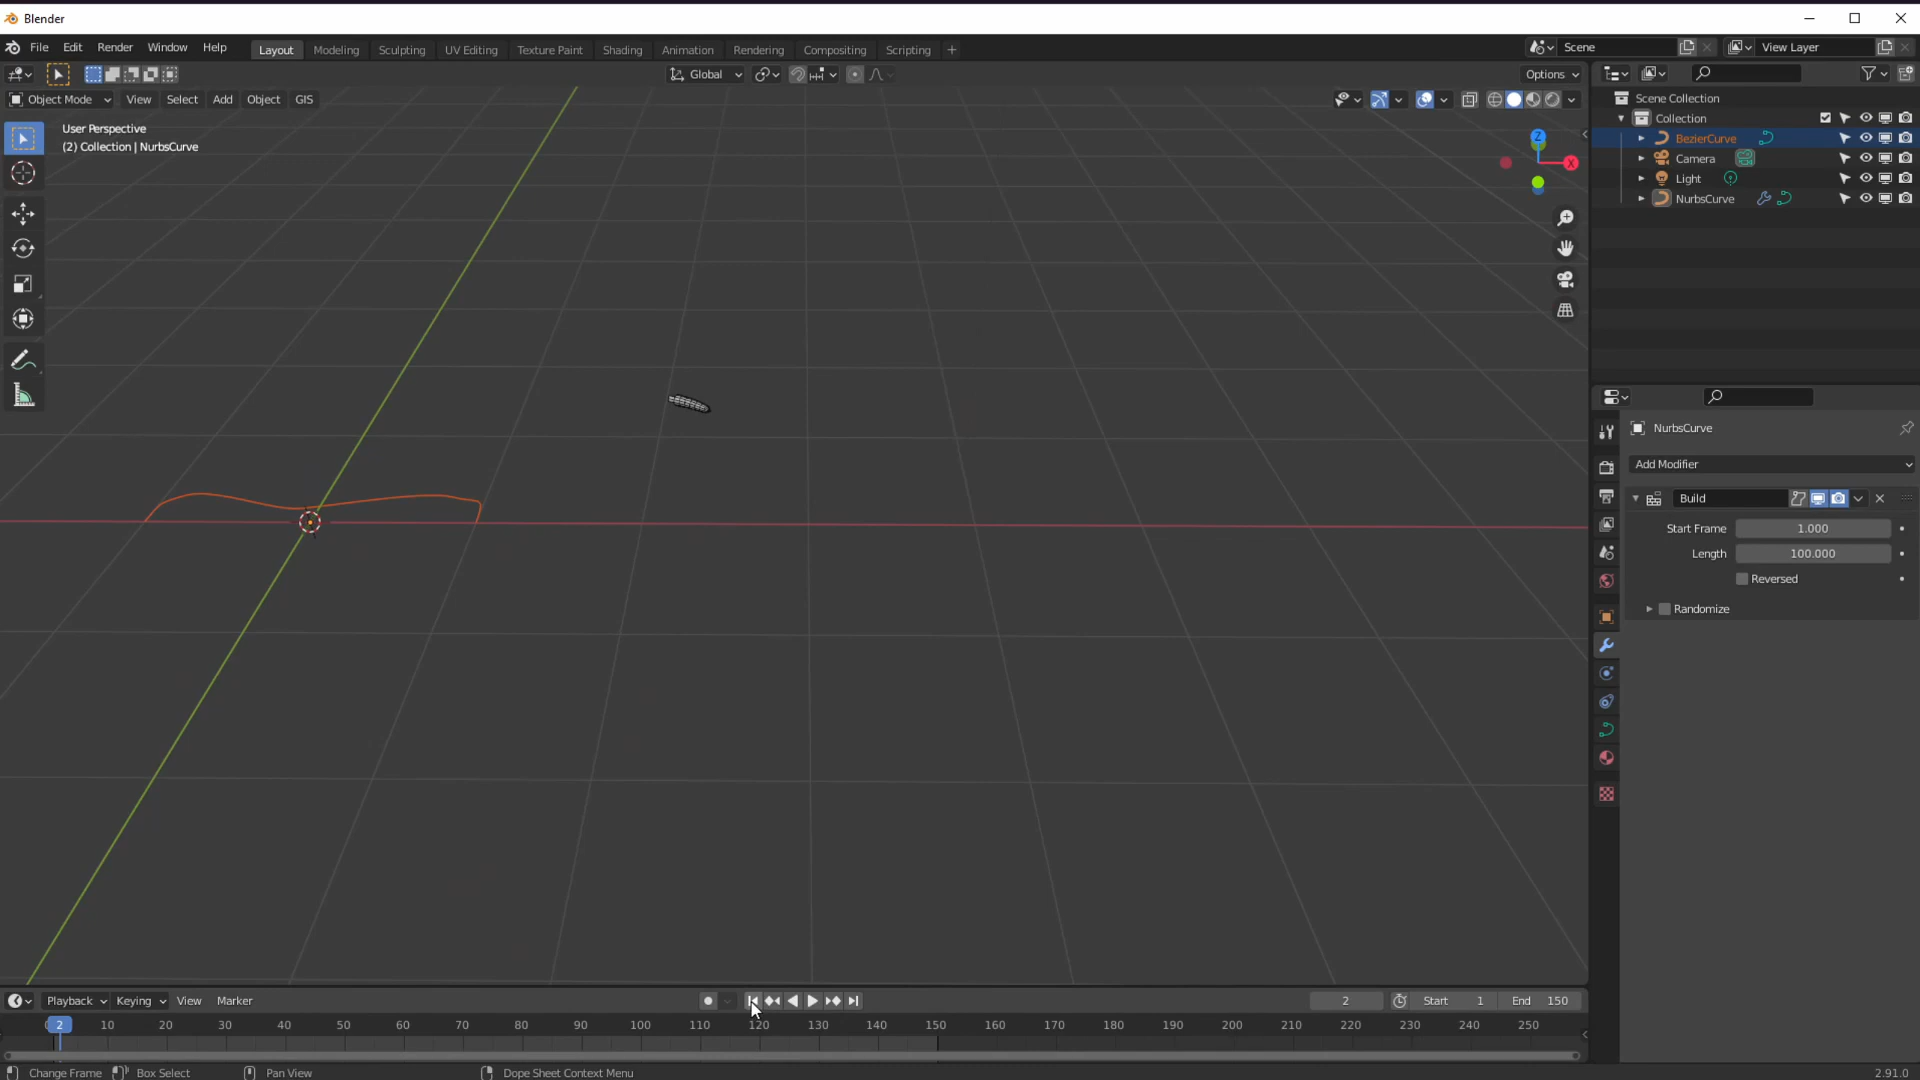 Blender
File Edit Render Window Help Layout Modeling Sculpting UV Editing Texture Paint Shading Animation Rendering Compositing Scripting + Scene View Layer
Global Options
Object Mode View Select Add Object GIS
User Perspective
(2) Collection | NurbsCurve
Z
X
Scene Collection
Collection
BezierCurve
Camera
Light
NurbsCurve
NurbsCurve
Add Modifier
Build
Start Frame 1.000
Length 100.000
Reversed
Randomize
Playback Keying View Marker 2 Start 1 End 150
2 10 20 30 40 50 60 70 80 90 100 110 120 130 140 150 160 170 180 190 200 210 220 230 240 250
Change Frame Box Select Pan View Dope Sheet Context Menu 2.91.0